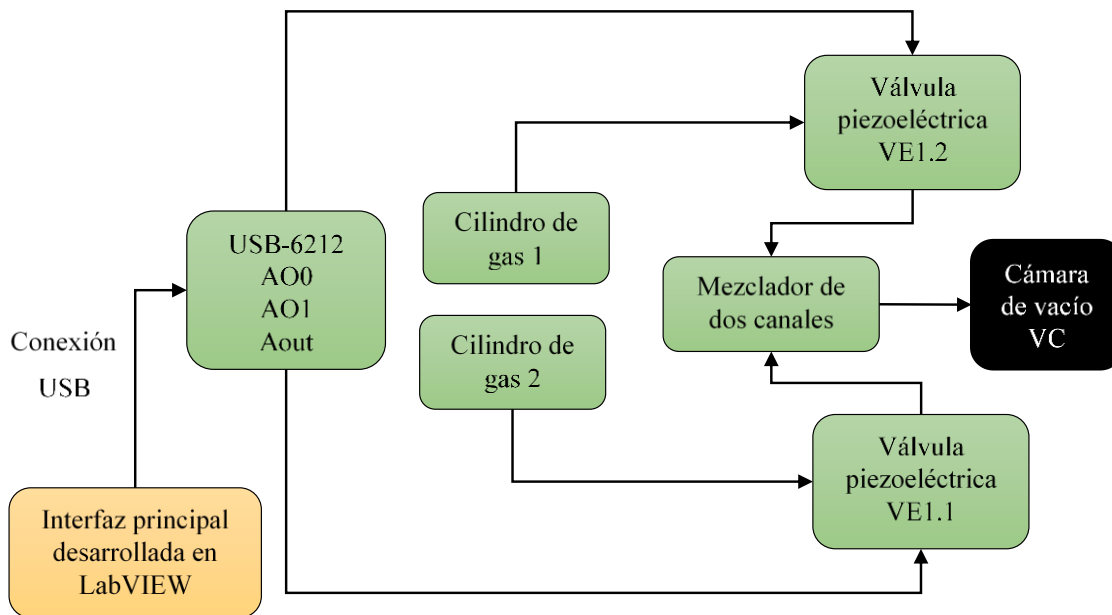 Válvula
piezoeléctrica
VE1.2
Cilindro de
gas 1
USB-6212
AO0
AO1
Aout
Mezclador de
dos canales
Cámara
de vacío
VC
Conexión
USB
Cilindro de
gas 2
Válvula
piezoeléctrica
VE1.1
Interfaz principal
desarrollada en
LabVIEW